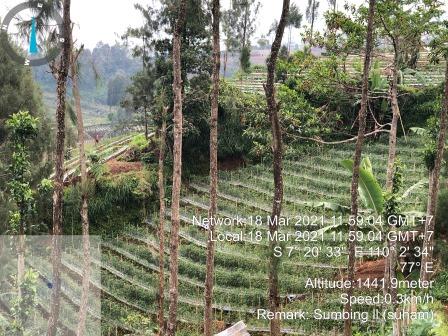 Network:18 Mar 2021 11:59:04 GMT+7
Local:18 Mar 2021 11:59:04 GMT+7
S 7° 20' 33", E 110° 2' 34"
77° E
Altitude:1441.9meter
Speed:0.3km/h
Remark: Sumbing II (suham)